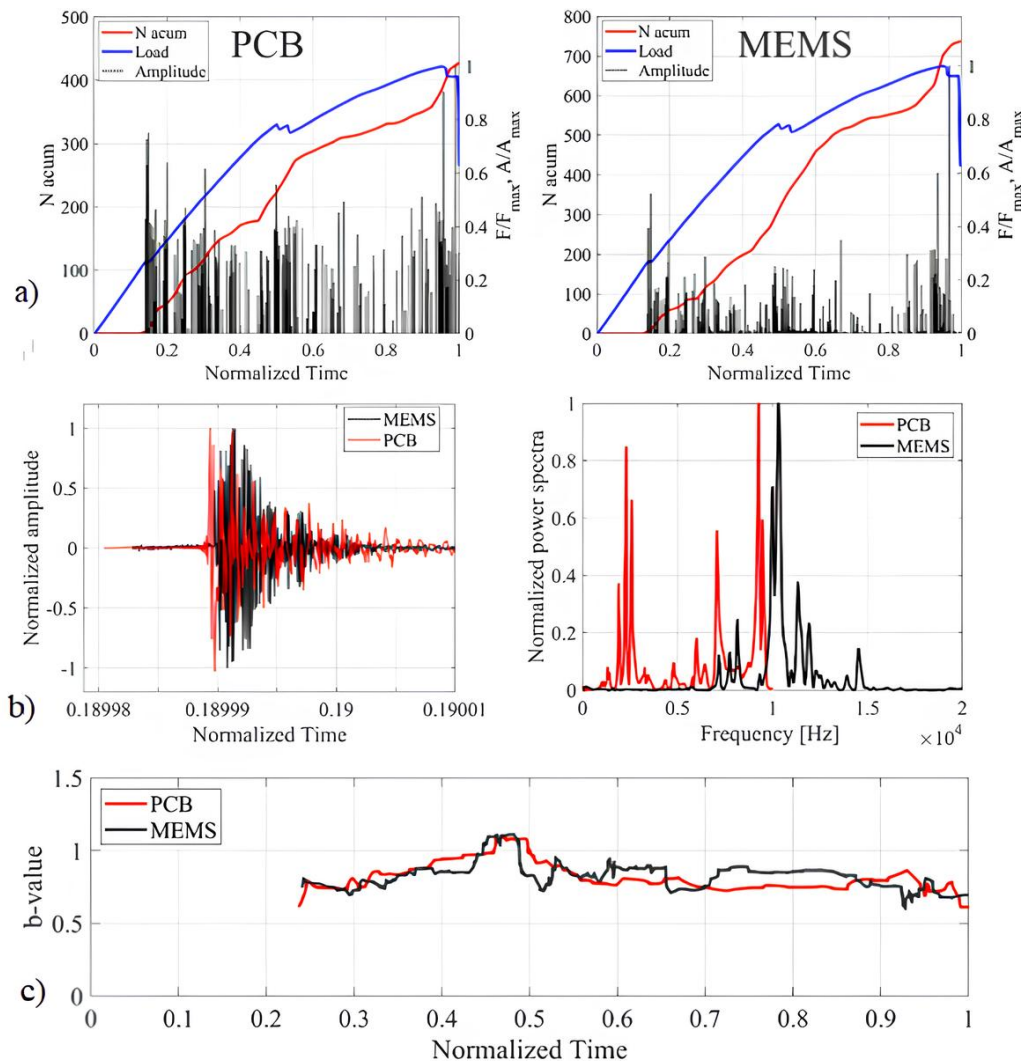 a)
PCB
N acum
Load
Amplitude
500
400
300
200
100
0
N acum
1
0.8
0.6
0.4
0.2
0
F/F_max, A/A_max
0 0.2 0.4 0.6 0.8 1
Normalized Time
MEMS
N acum
Load
Amplitude
800
700
600
500
400
300
200
100
0
N acum
1
0.8
0.6
0.4
0.2
0
F/F_max, A/A_max
0 0.2 0.4 0.6 0.8 1
Normalized Time
b)
MEMS
PCB
1
0.5
0
-0.5
-1
Normalized amplitude
0.18998 0.18999 0.19 0.19001
Normalized Time
PCB
MEMS
1
0.8
0.6
0.4
0.2
0
Normalized power spectra
0 0.5 1 1.5 2
Frequency [Hz]
×10^4
c)
PCB
MEMS
1.5
1
0.5
0
b-value
0 0.1 0.2 0.3 0.4 0.5 0.6 0.7 0.8 0.9 1
Normalized Time